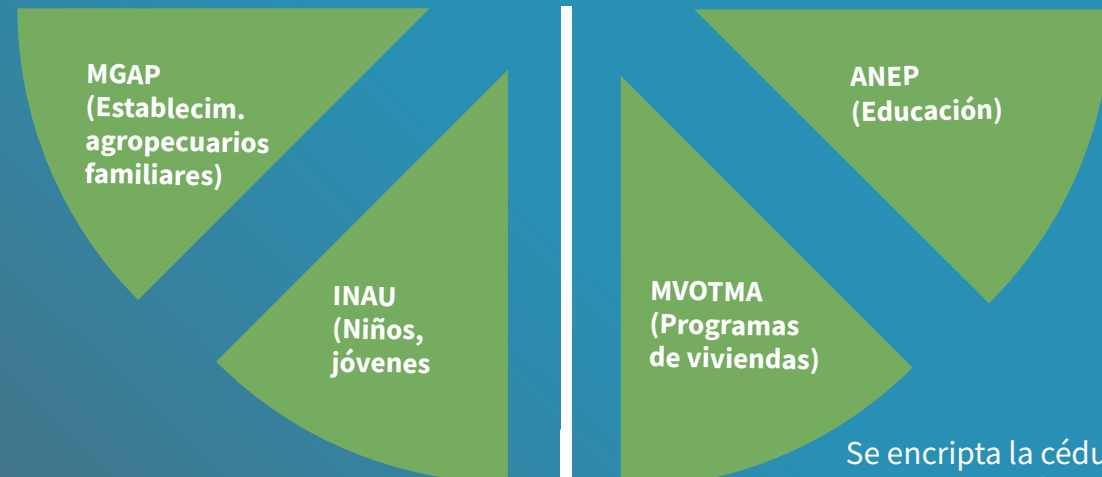 MGAP
(Establecim.
agropecuarios
familiares)
INAU
(Niños,
jóvenes
MVOTMA
(Programas
de viviendas)
ANEP
(Educación)
Se encripta la cédu